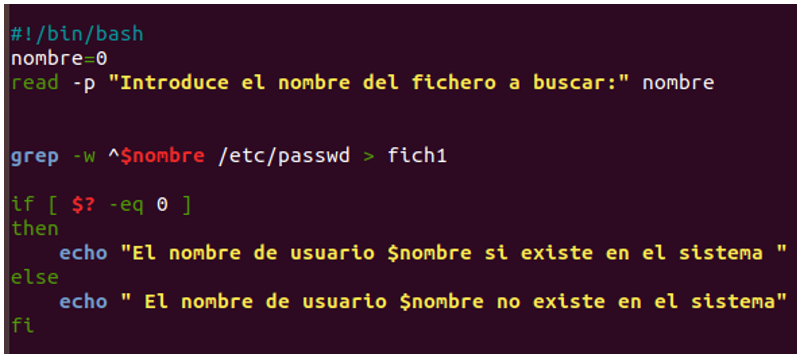 #!/bin/bash
nombre=0
read -p "Introduce el nombre del fichero a buscar:" nombre
grep -w ^$nombre /etc/passwd > fich1
if [ $? -eq 0 ]
then
    echo "El nombre de usuario $nombre si existe en el sistema "
else
    echo " El nombre de usuario $nombre no existe en el sistema"
fi